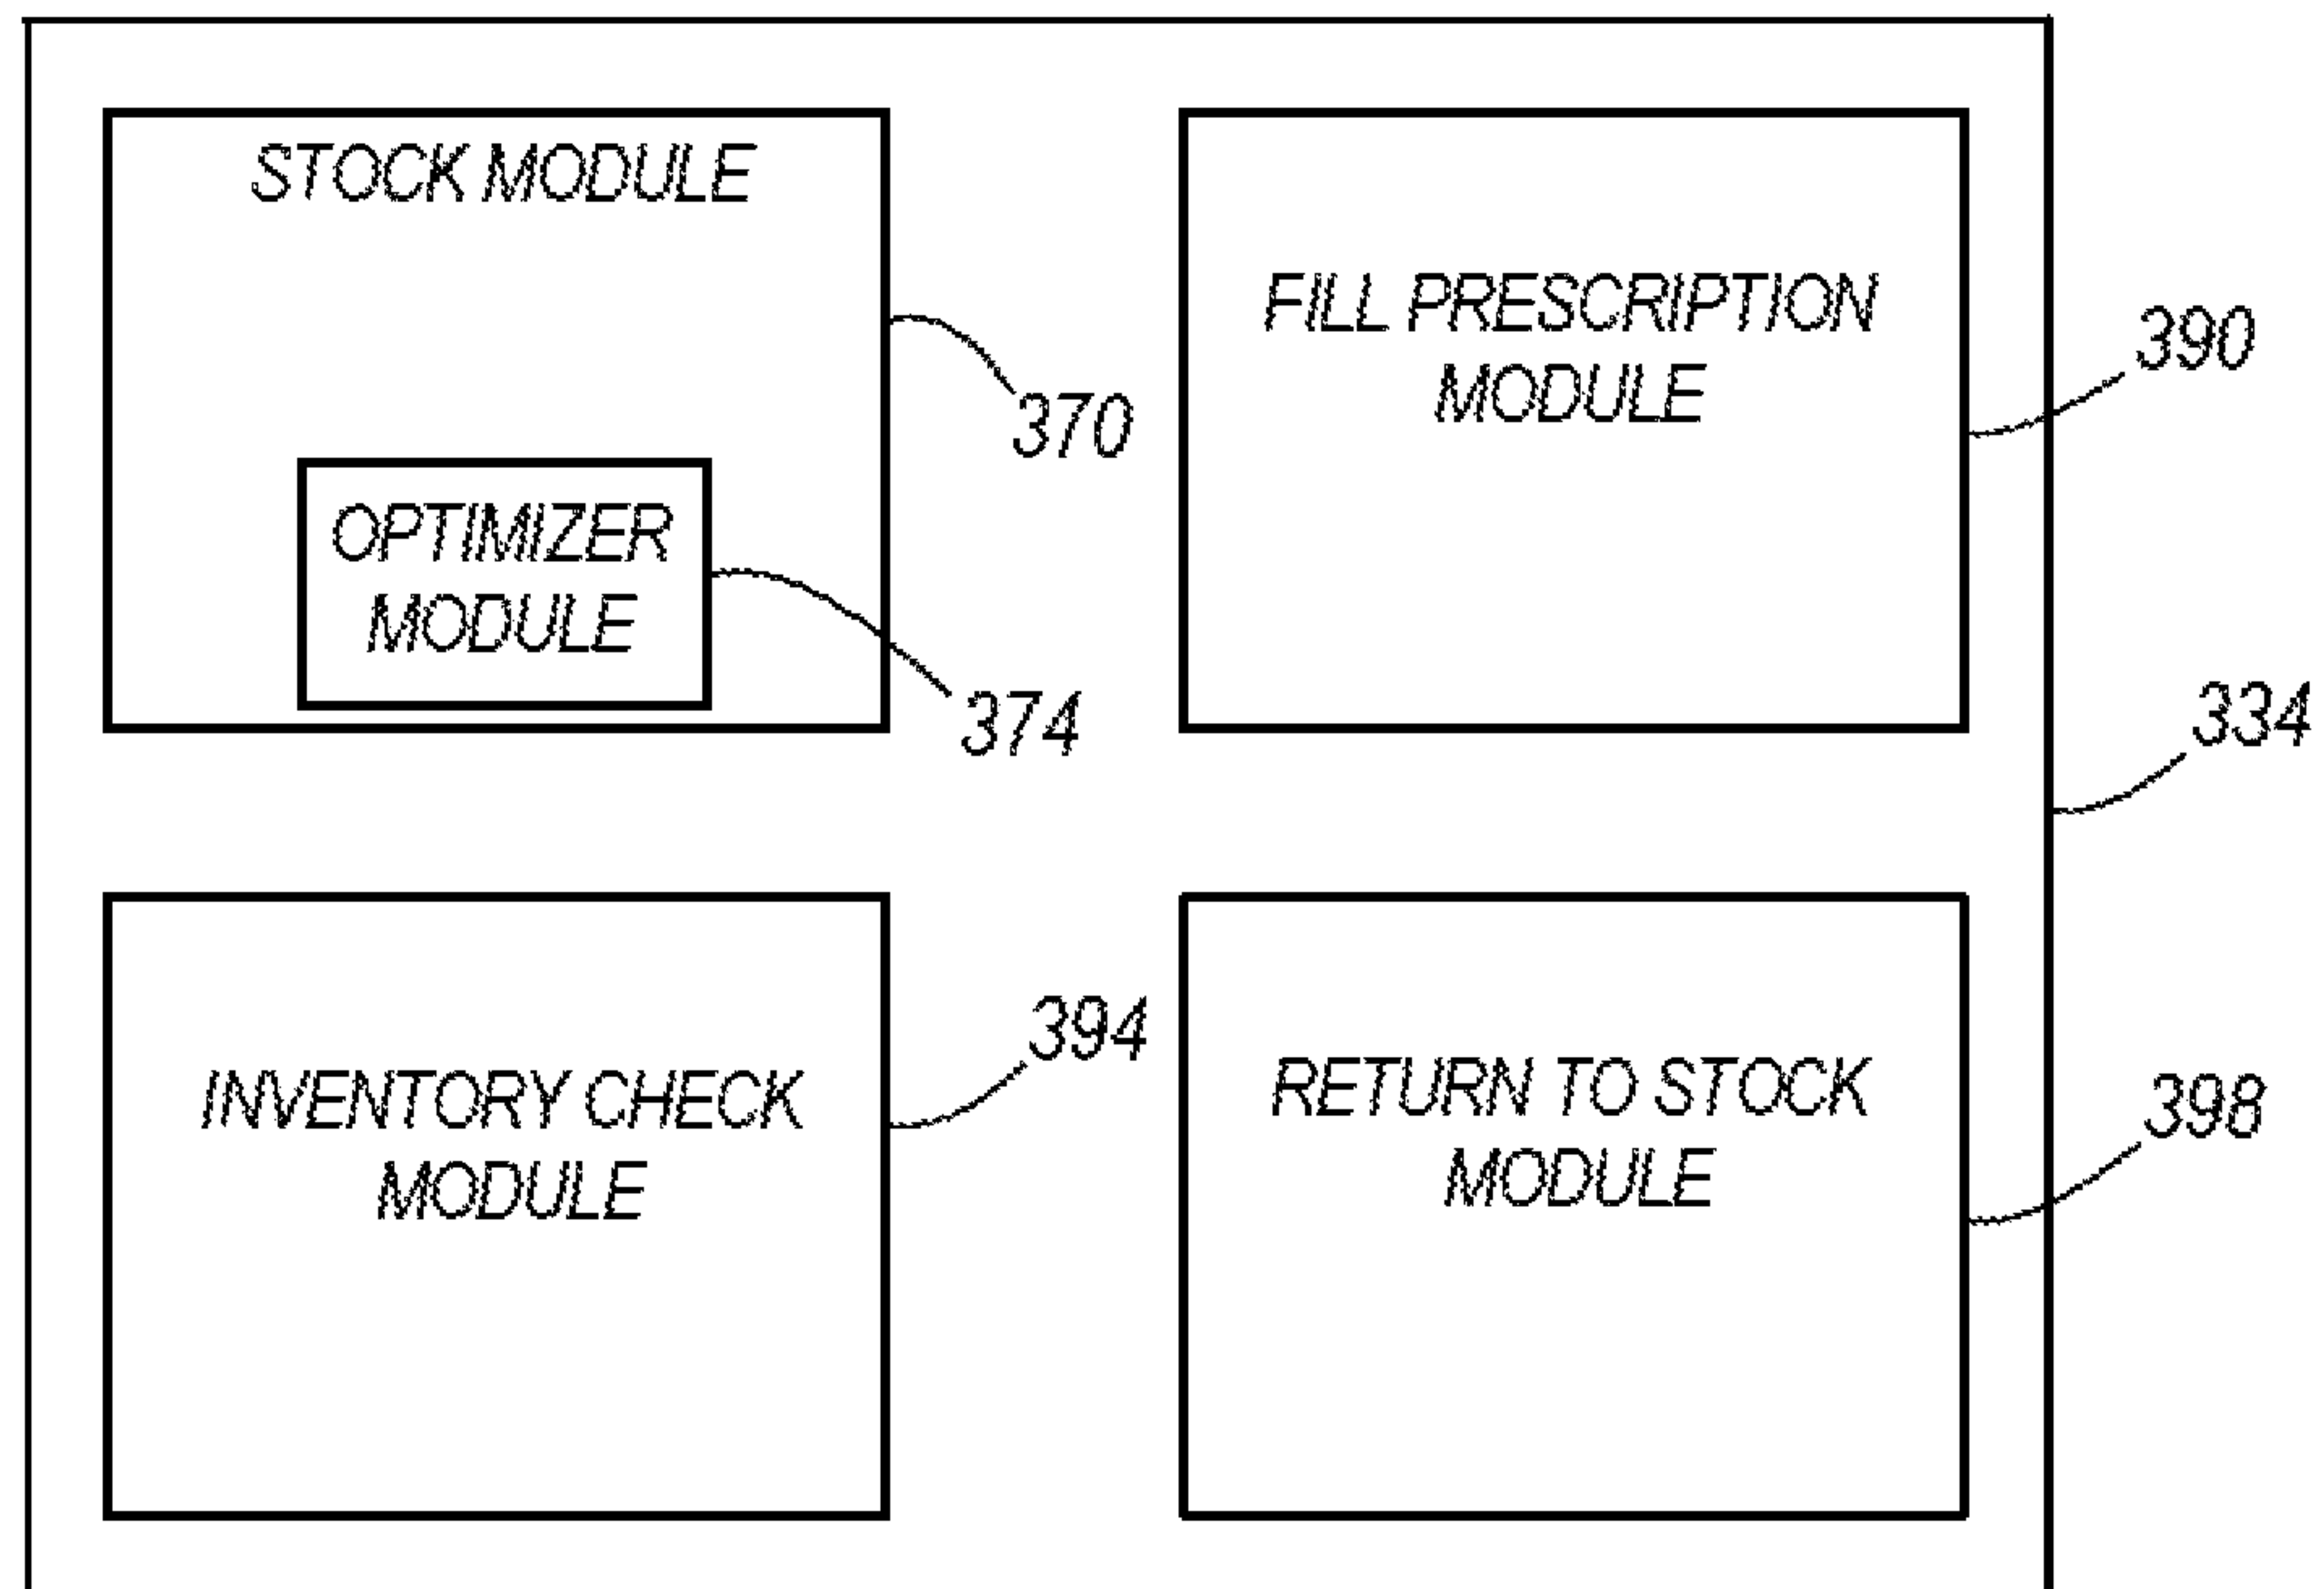 STOCK MODULE
370
OPTIMIZER
MODULE
374
FILL PRESCRIPTION
MODULE
390
334
INVENTORY CHECK
MODULE
394
RETURN TO STOCK
MODULE
398